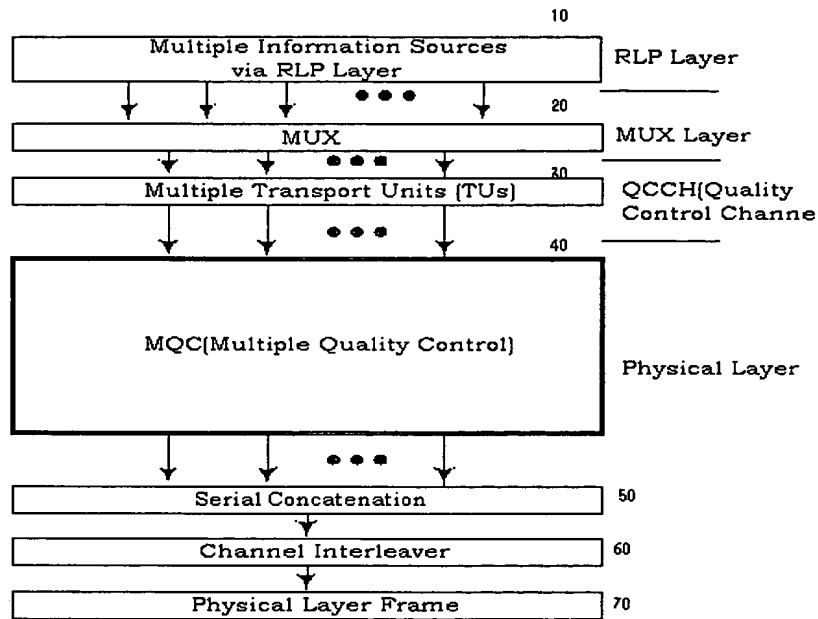 10
Multiple Information Sources
via RLP Layer
RLP Layer
20
MUX
MUX Layer
30
Multiple Transport Units (TUs)
QCCH(Quality
Control Channe
40
MQC(Multiple Quality Control)
Physical Layer
Serial Concatenation
50
Channel Interleaver
60
Physical Layer Frame
70